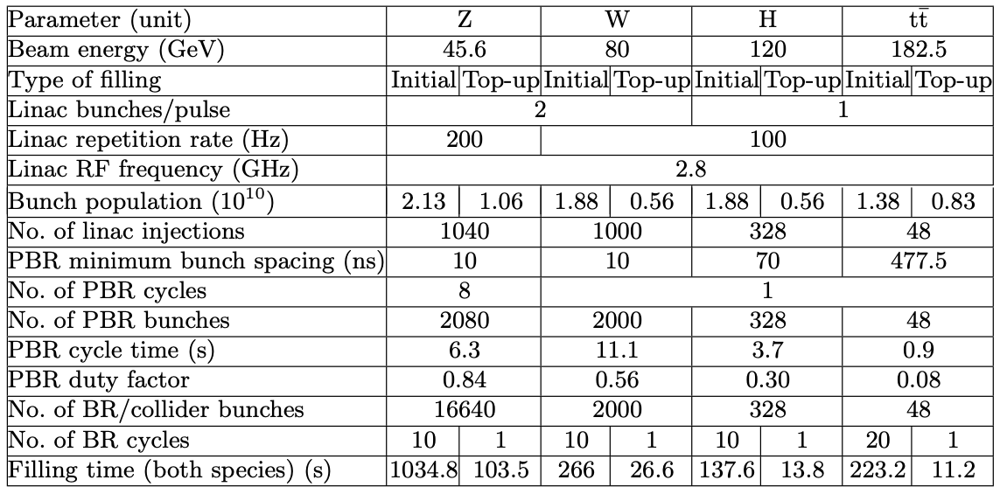 Parameter (unit) Z W H tt̄
Beam energy (GeV) 45.6 80 120 182.5
Type of filling Initial Top-up Initial Top-up Initial Top-up Initial Top-up
Linac bunches/pulse 2 1
Linac repetition rate (Hz) 200 100
Linac RF frequency (GHz) 2.8
Bunch population (10¹⁰) 2.13 1.06 1.88 0.56 1.88 0.56 1.38 0.83
No. of linac injections 1040 1000 328 48
PBR minimum bunch spacing (ns) 10 10 70 477.5
No. of PBR cycles 8 1
No. of PBR bunches 2080 2000 328 48
PBR cycle time (s) 6.3 11.1 3.7 0.9
PBR duty factor 0.84 0.56 0.30 0.08
No. of BR/collider bunches 16640 2000 328 48
No. of BR cycles 10 1 10 1 10 1 20 1
Filling time (both species) (s) 1034.8 103.5 266 26.6 137.6 13.8 223.2 11.2